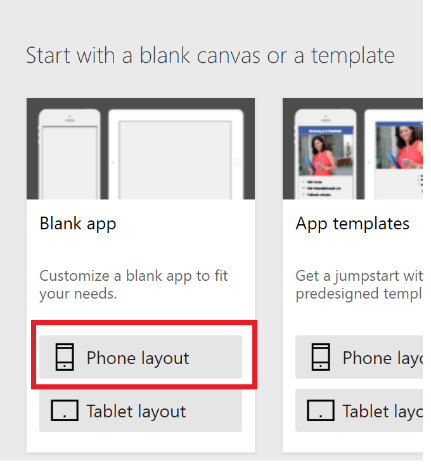 Start with a blank canvas or a template
Blank app
Customize a blank app to fit
your needs.
Phone layout
Tablet layout
App templates
Get a jumpstart wit
predesigned templ
Phone layo
Tablet layo